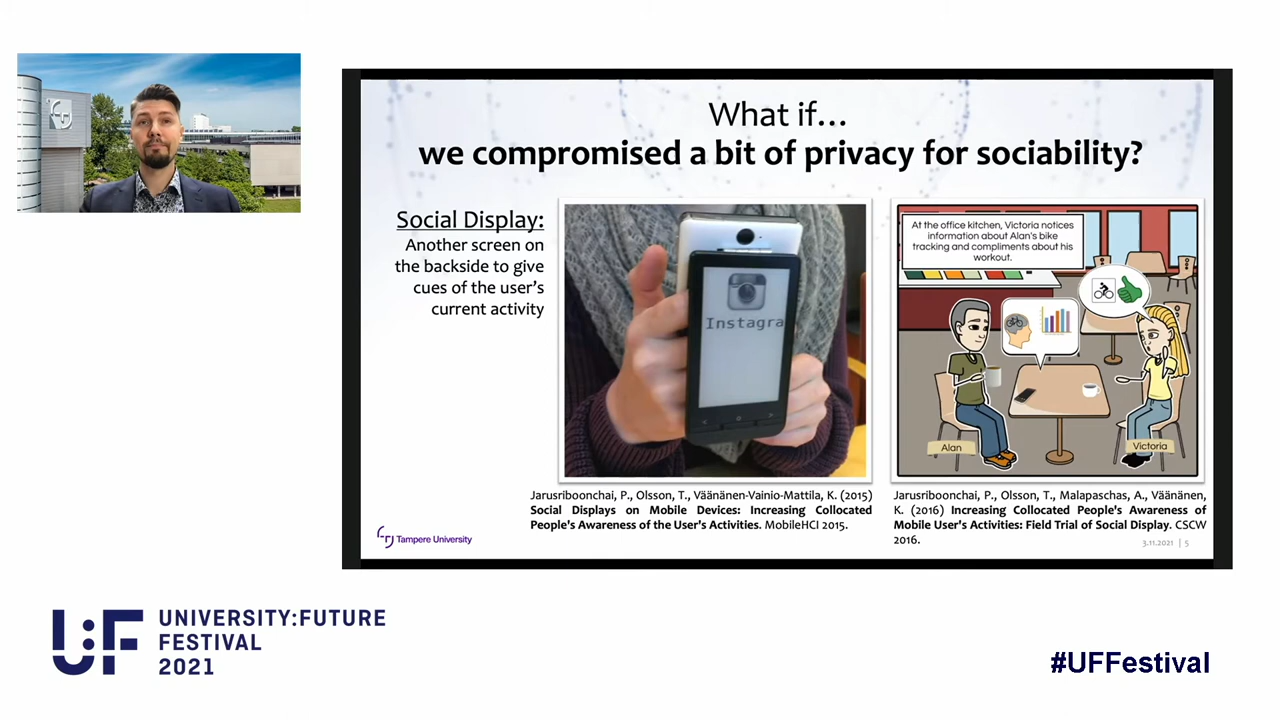 What if…
we compromised a bit of privacy for sociability?
Social Display:
Another screen on
the backside to give
cues of the user's
current activity
Instagra
At the office kitchen, Victoria notices
information about Alan's bike
tracking and compliments about his
workout.
Alan
Victoria
Jarusriboonchai, P., Olsson, T., Väänänen-Vainio-Mattila, K. (2015)
Social Displays on Mobile Devices: Increasing Collocated
People's Awareness of the User's Activities. MobileHCI 2015.
Jarusriboonchai, P., Olsson, T., Malapaschas, A., Väänänen,
K. (2016) Increasing Collocated People's Awareness of
Mobile User's Activities: Field Trial of Social Display. CSCW
2016.
Tampere University
3.11.2021 | 5
U:F
UNIVERSITY:FUTURE
FESTIVAL
2021
#UFFestival